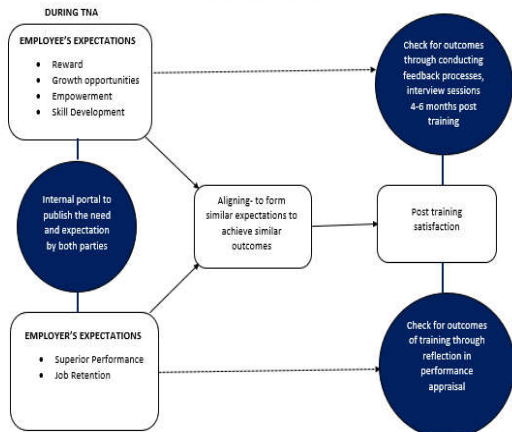 DURING TNA
EMPLOYEE'S EXPECTATIONS
Reward
Growth opportunities
Empowerment
Skill Development
Check for outcomes
through conducting
feedback processes,
interview sessions
4-6 months post
training
Internal portal to
publish the need
and expectation
by both parties
Aligning- to form
similar expectations to
achieve similar
outcomes
Post training
satisfaction
EMPLOYER'S EXPECTATIONS
Superior Performance
Job Retention
Check for outcomes
of training through
reflection in
performance
appraisal